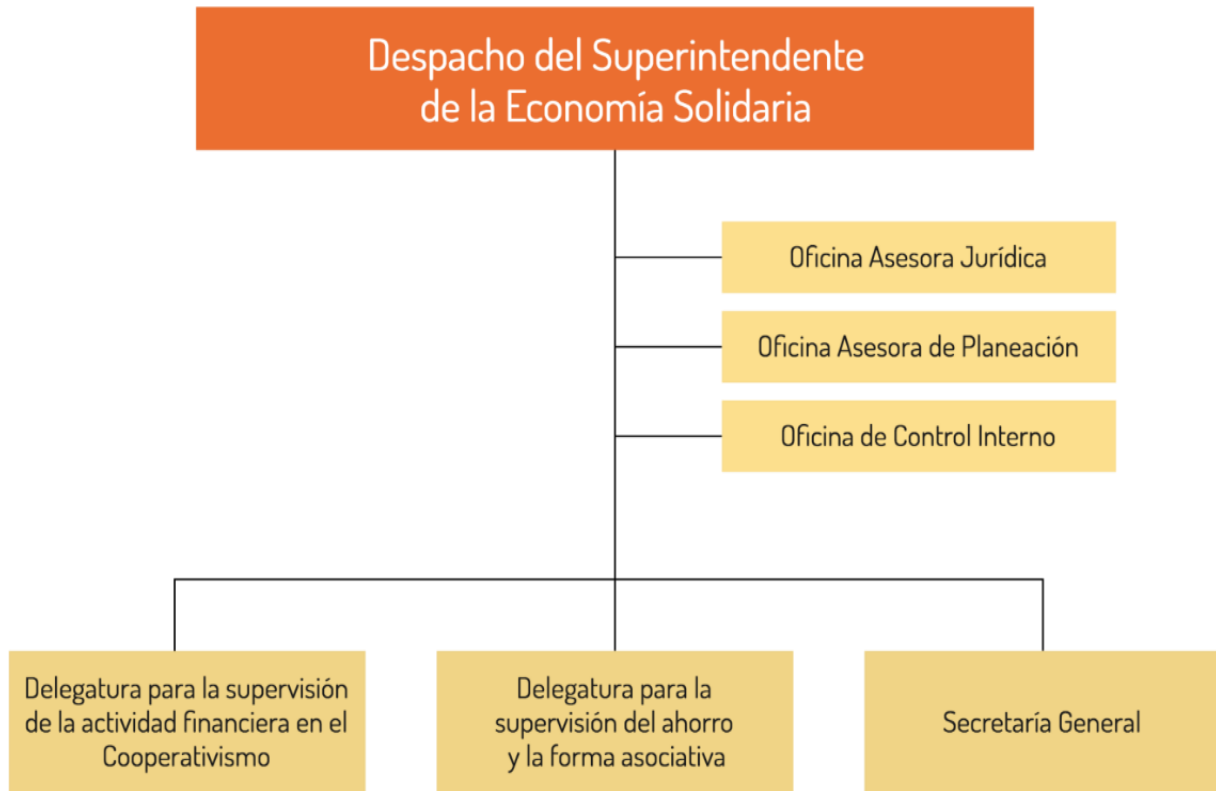 Despacho del Superintendente
de la Economía Solidaria
Oficina Asesora Jurídica
Oficina Asesora de Planeación
Oficina de Control Interno
Delegatura para la supervisión
de la actividad financiera en el
Cooperativismo
Delegatura para la
supervisión del ahorro
y la forma asociativa
Secretaría General